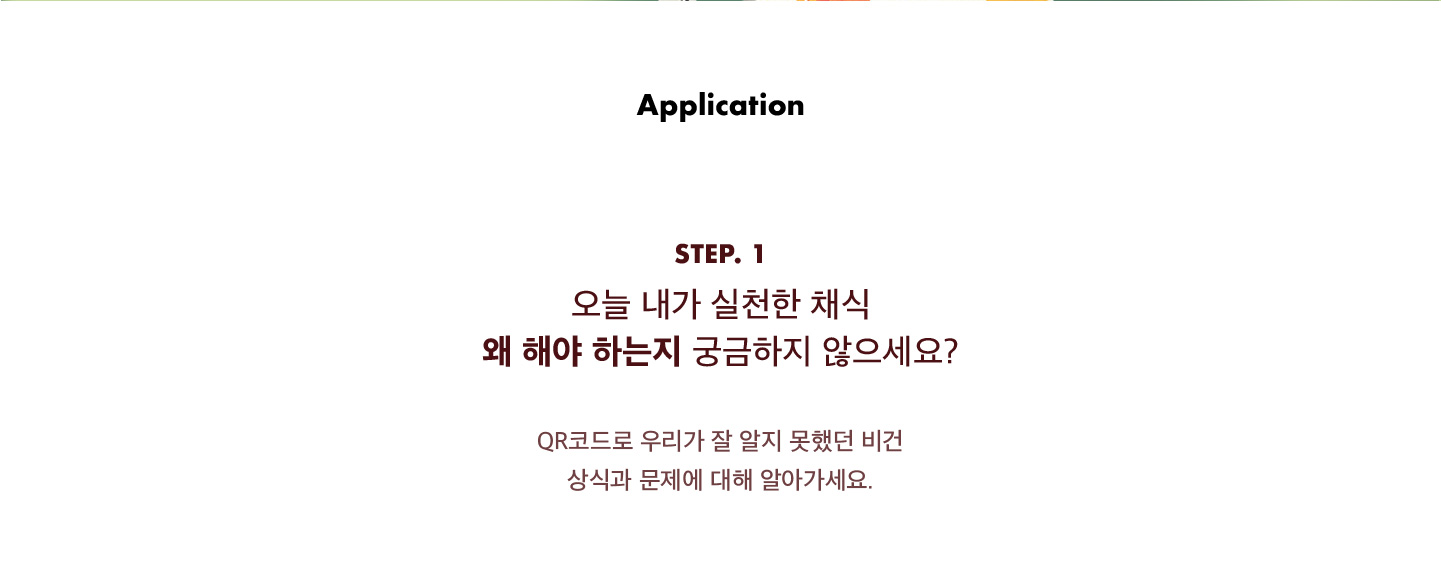 Application
STEP. 1
오늘 내가 실천한 채식
왜 해야 하는지 궁금하지 않으세요?
QR코드로 우리가 잘 알지 못했던 비건
상식과 문제에 대해 알아가세요.